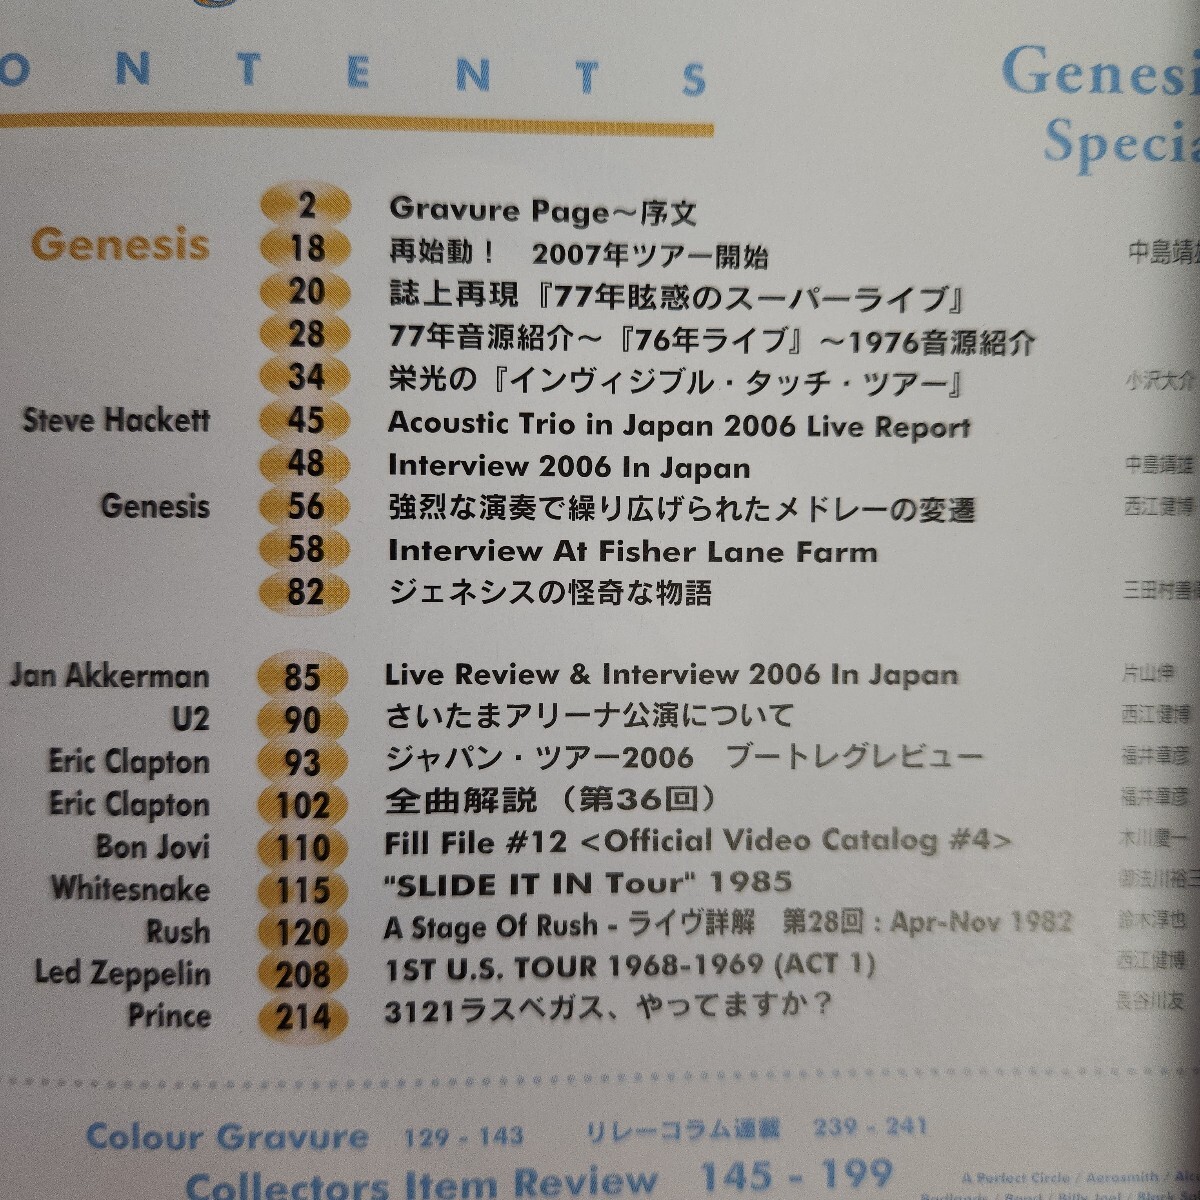 O N T E N T S
Genesis
2 Gravure Page～序文
18 再始動！ 2007年ツアー開始
20 誌上再現『77年眩惑のスーパーライブ』
28 77年音源紹介～『76年ライブ』～1976音源紹介
34 栄光の『インヴィジブル・タッチ・ツアー』 小沢大介
Steve Hackett 45 Acoustic Trio in Japan 2006 Live Report
48 Interview 2006 In Japan 中島靖雄
Genesis 56 強烈な演奏で繰り広げられたメドレーの変遷 西江健博
58 Interview At Fisher Lane Farm
82 ジェネシスの怪奇な物語
Jan Akkerman 85 Live Review & Interview 2006 In Japan 片山伸
U2 90 さいたまアリーナ公演について 西江健博
Eric Clapton 93 ジャパン・ツアー2006 ブートレグレビュー 福井章彦
Eric Clapton 102 全曲解説（第36回） 福井章彦
Bon Jovi 110 Fill File #12 <Official Video Catalog #4> 木川慶一
Whitesnake 115 "SLIDE IT IN Tour" 1985
Rush 120 A Stage Of Rush - ライヴ詳解 第28回 : Apr-Nov 1982 鈴木淳也
Led Zeppelin 208 1ST U.S. TOUR 1968-1969 (ACT 1) 西江健博
Prince 214 3121ラスベガス、やってますか？ 長谷川友
Colour Gravure 129 - 143 リレーコラム連載 239 - 241
Collectors Item Review 145 - 199
A Perfect Circle / Aerosmith /